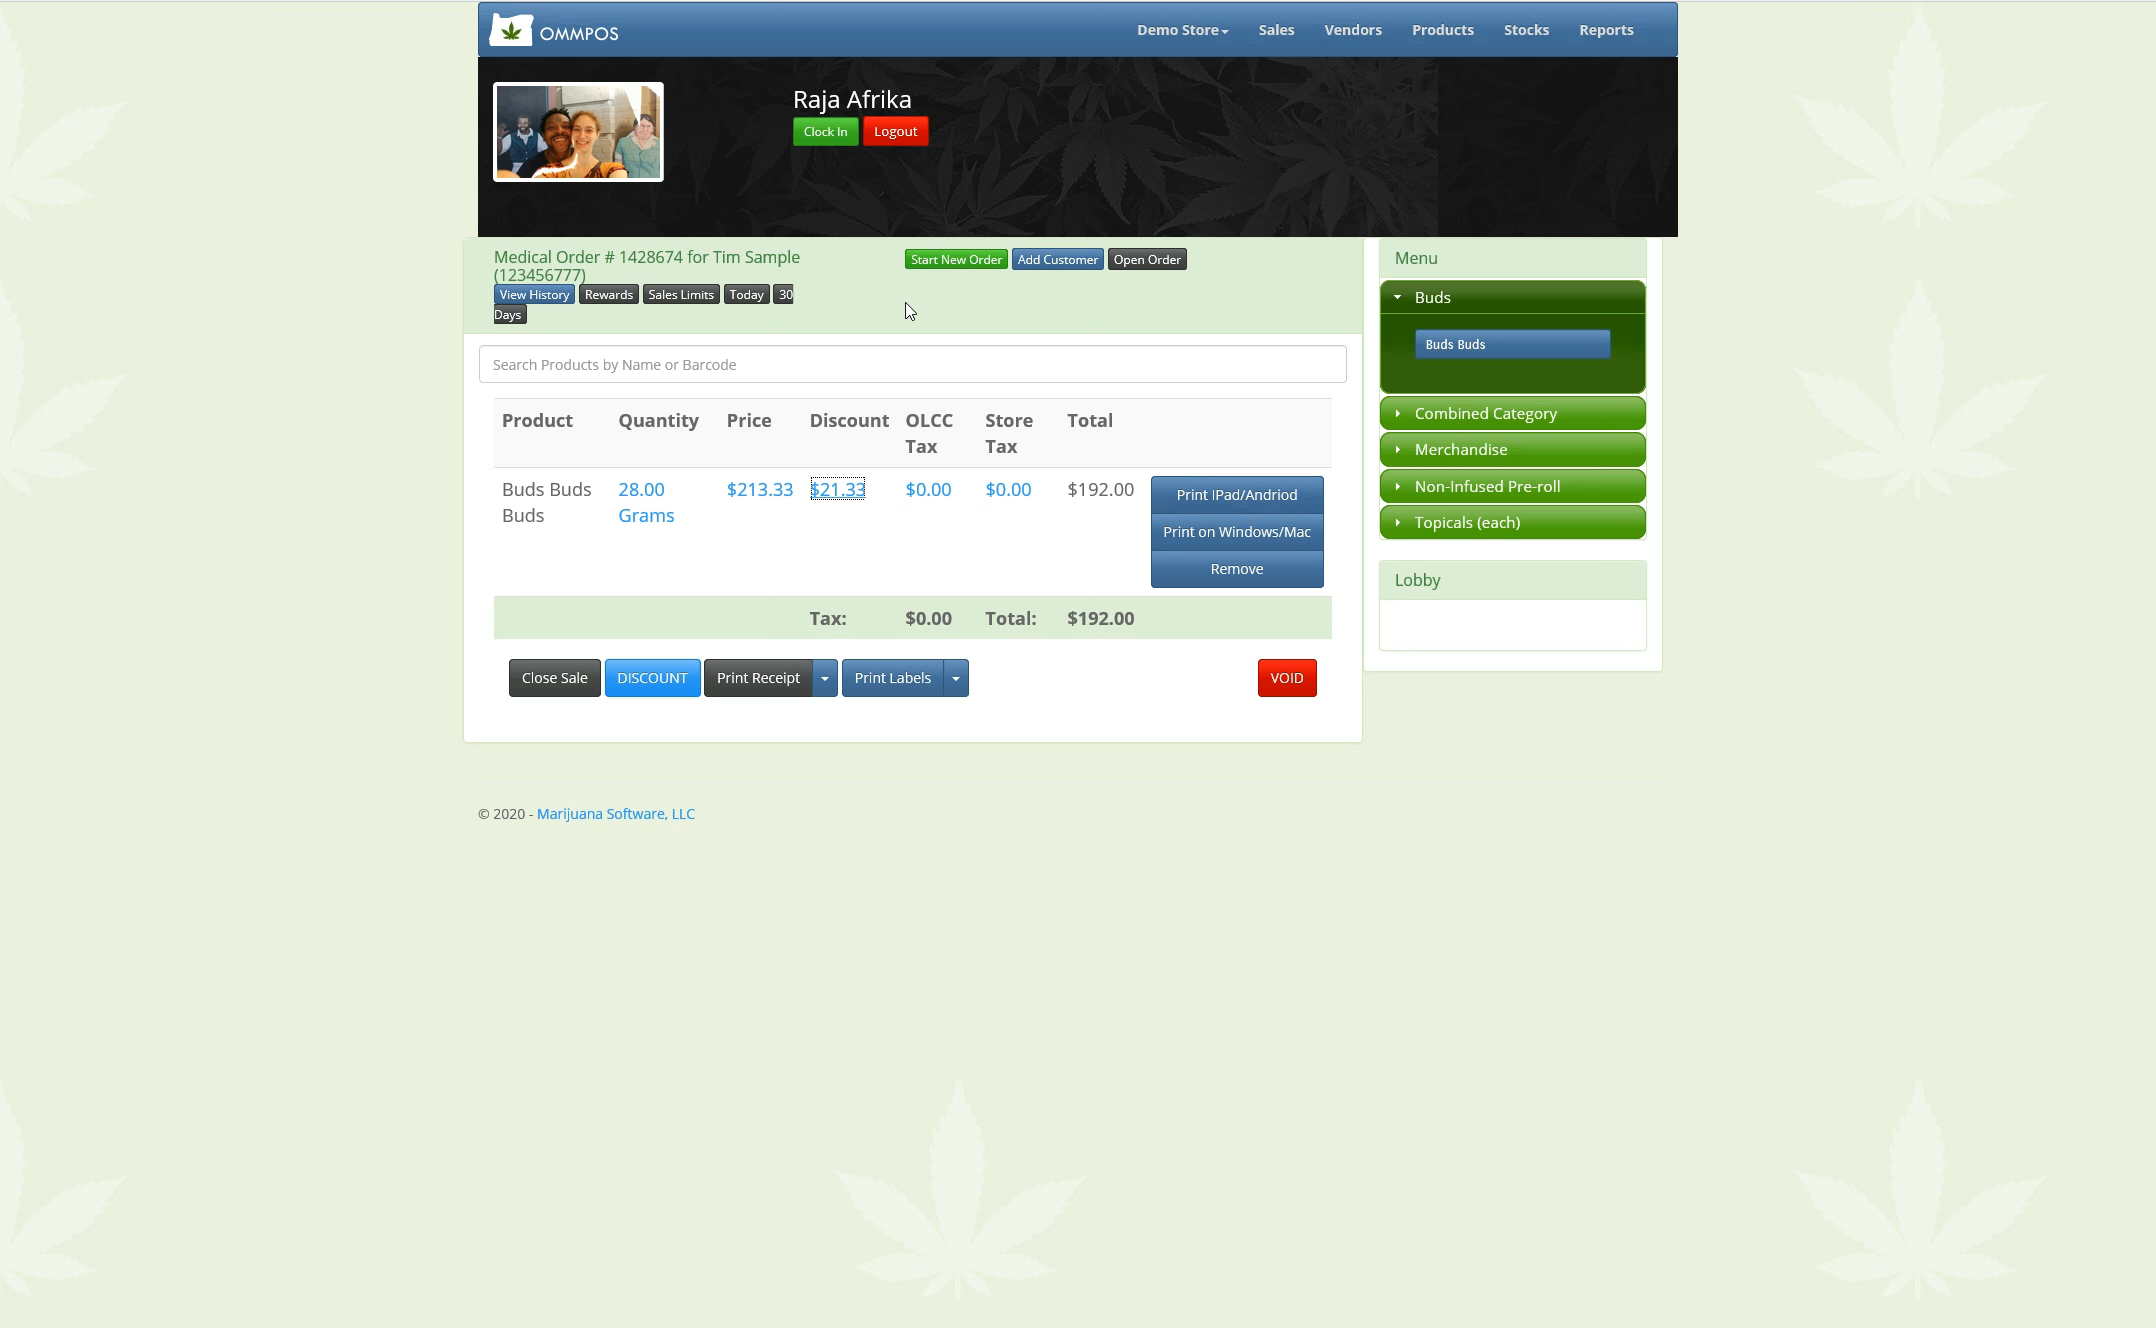 OMMPOS
Demo Store Sales Vendors Products Stocks Reports
Raja Afrika
Clock In Logout
Medical Order # 1428674 for Tim Sample
(123456777)
View History Rewards Sales Limits Today 30
Days
Start New Order Add Customer Open Order
Search Products by Name or Barcode
Product Quantity Price Discount OLCC Tax Store Tax Total
Buds Buds Buds 28.00 Grams $213.33 $21.33 $0.00 $0.00 $192.00
Print IPad/Andriod
Print on Windows/Mac
Remove
Tax: $0.00 Total: $192.00
Close Sale DISCOUNT Print Receipt Print Labels VOID
Menu
Buds
Buds Buds
Combined Category
Merchandise
Non-Infused Pre-roll
Topicals (each)
Lobby
© 2020 - Marijuana Software, LLC